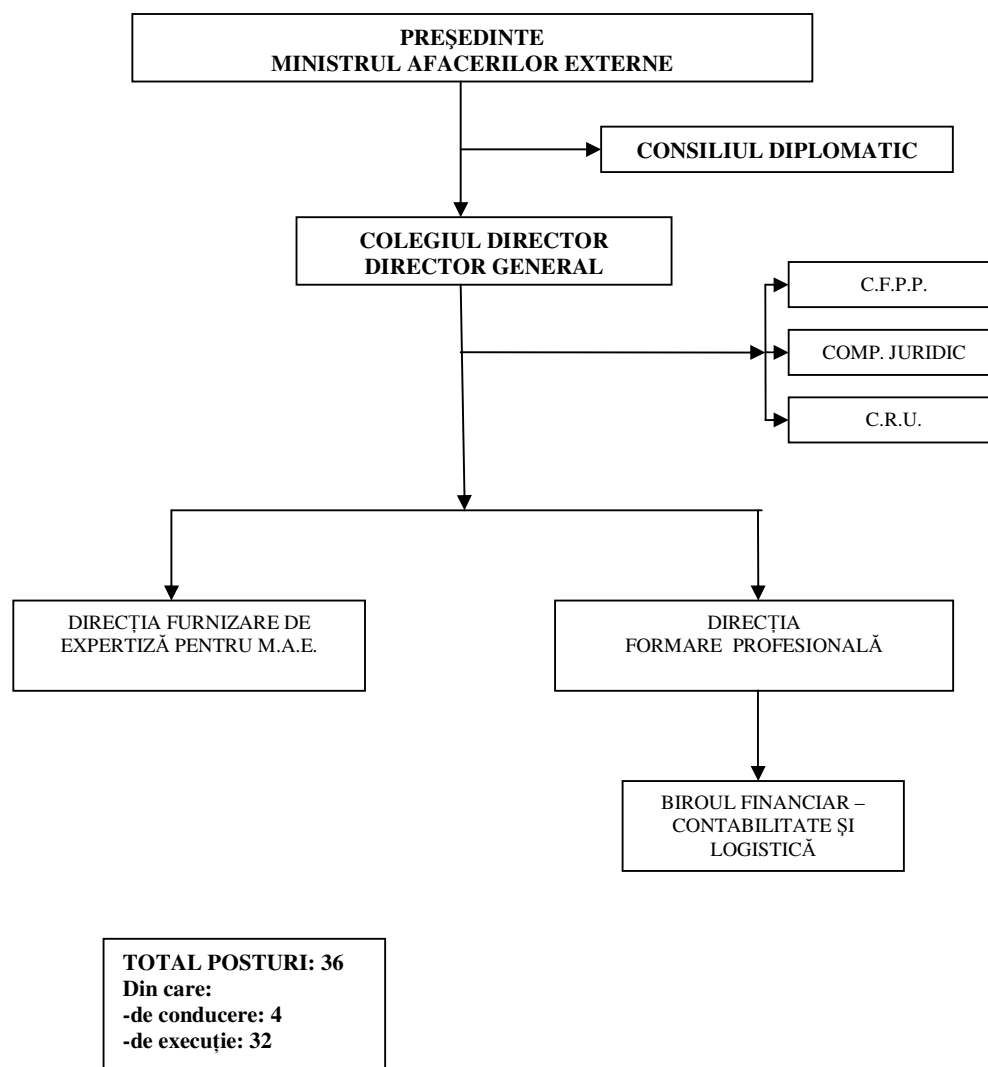 PREŞEDINTE
MINISTRUL AFACERILOR EXTERNE
CONSILIUL DIPLOMATIC
COLEGIUL DIRECTOR
DIRECTOR GENERAL
C.F.P.P.
COMP. JURIDIC
C.R.U.
DIRECȚIA FURNIZARE DE
EXPERTIZĂ PENTRU M.A.E.
DIRECȚIA
FORMARE PROFESIONALĂ
BIROUL FINANCIAR –
CONTABILITATE ŞI
LOGISTICĂ
TOTAL POSTURI: 36
Din care:
-de conducere: 4
-de execuție: 32